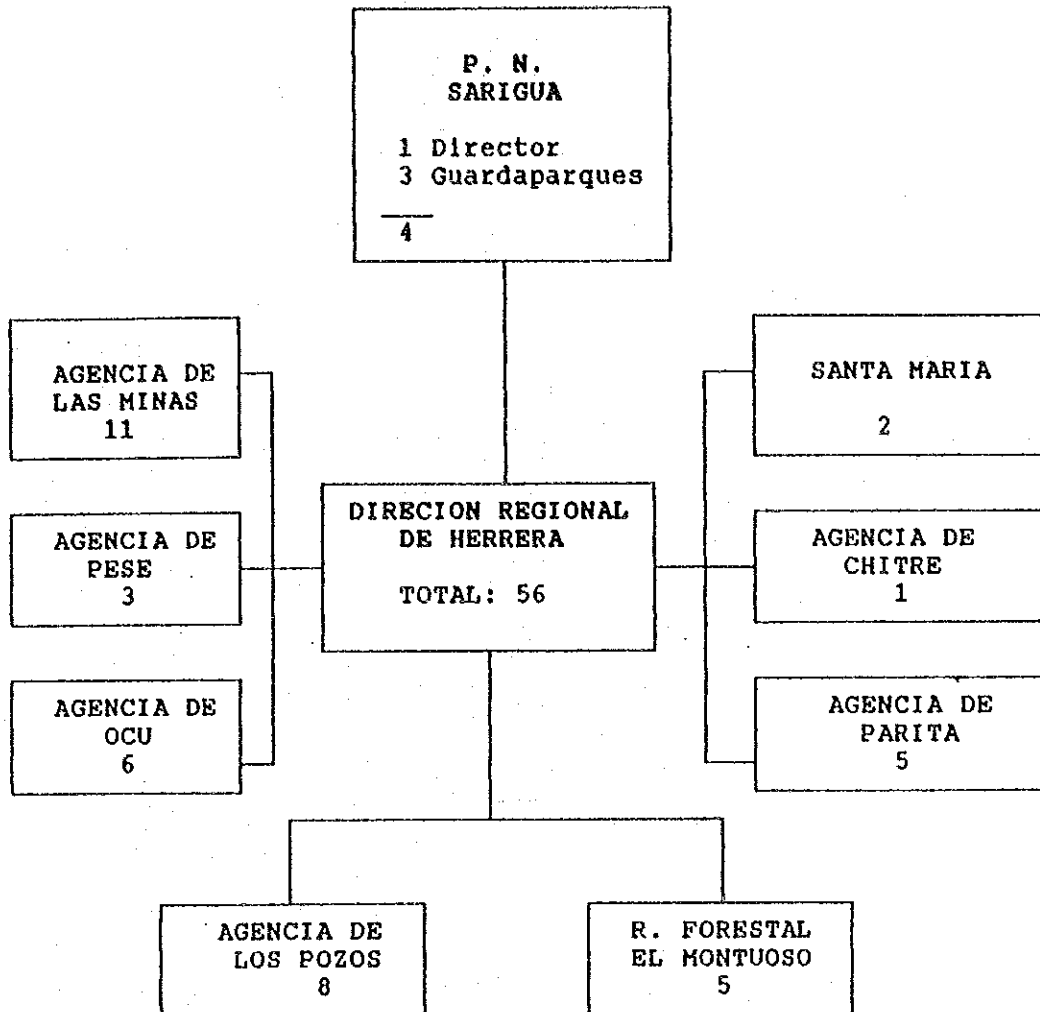 P. N.
SARIGUA
1 Director
3 Guardaparques
4
AGENCIA DE
LAS MINAS
11
SANTA MARIA
2
DIRECION REGIONAL
DE HERRERA
TOTAL: 56
AGENCIA DE
PESE
3
AGENCIA DE
CHITRE
1
AGENCIA DE
OCU
6
AGENCIA DE
PARITA
5
AGENCIA DE
LOS POZOS
8
R. FORESTAL
EL MONTUOSO
5